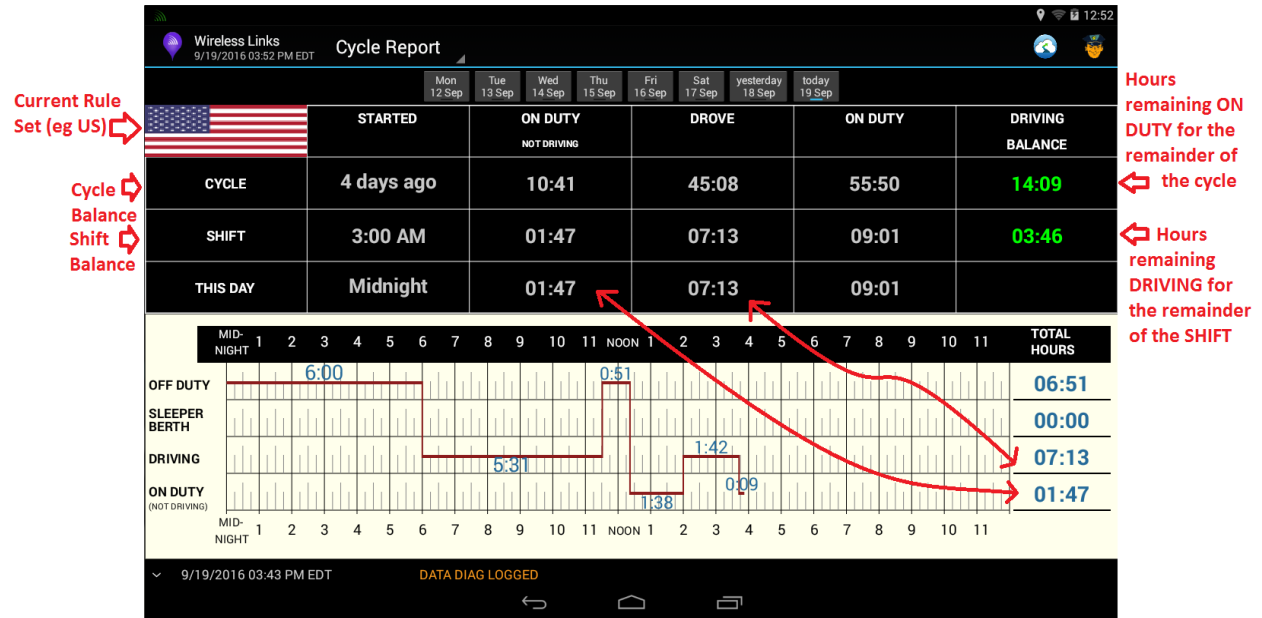 12:52
Wireless Links
9/19/2016 03:52 PM EDT
Cycle Report
Mon
12 Sep
Tue
13 Sep
Wed
14 Sep
Thu
15 Sep
Fri
16 Sep
Sat
17 Sep
yesterday
18 Sep
today
19 Sep
Current Rule
Set (eg US)
Cycle
Balance
Shift
Balance
Hours
remaining ON
DUTY for the
remainder of
the cycle
Hours
remaining
DRIVING for
the remainder
of the SHIFT
STARTED
ON DUTY
NOT DRIVING
DROVE
ON DUTY
DRIVING
BALANCE
CYCLE 4 days ago 10:41 45:08 55:50 14:09
SHIFT 3:00 AM 01:47 07:13 09:01 03:46
THIS DAY Midnight 01:47 07:13 09:01
MID-
NIGHT 1 2 3 4 5 6 7 8 9 10 11 NOON 1 2 3 4 5 6 7 8 9 10 11
TOTAL
HOURS
OFF DUTY 6:00 0:51 06:51
SLEEPER
BERTH 00:00
DRIVING 5:31 1:42 07:13
ON DUTY 1:38 0:09 01:47
(NOT DRIVING)
MID-
NIGHT 1 2 3 4 5 6 7 8 9 10 11 NOON 1 2 3 4 5 6 7 8 9 10 11
9/19/2016 03:43 PM EDT DATA DIAG LOGGED